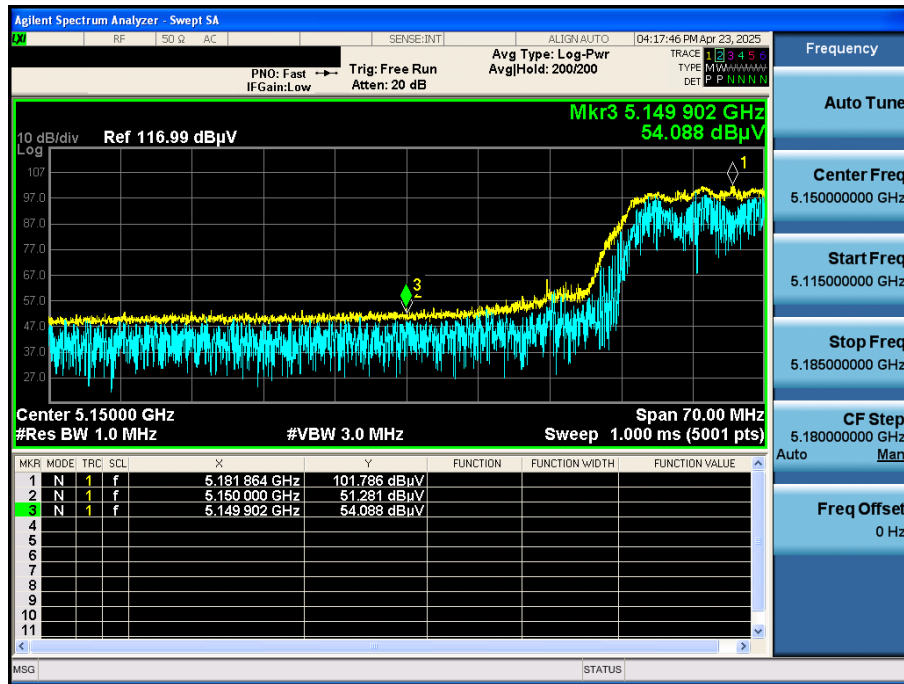 Agilent Spectrum Analyzer - Swept SA
LXI RF 50 Ω AC SENSE:INT ALIGN AUTO 04:17:46 PM Apr 23, 2025
PNO: Fast Trig: Free Run Avg Type: Log-Pwr TRACE 1 2 3 4 5 6
IFGain:Low Atten: 20 dB Avg|Hold: 200/200 TYPE M W W W W W
DET P P N N N N
Mkr3 5.149 902 GHz
54.088 dBµV
10 dB/div Ref 116.99 dBµV
Log
107
97.0
87.0
77.0
67.0
57.0
47.0
37.0
27.0
1
3
2
Center 5.15000 GHz Span 70.00 MHz
#Res BW 1.0 MHz #VBW 3.0 MHz Sweep 1.000 ms (5001 pts)
MKR MODE TRC SCL X Y FUNCTION FUNCTION WIDTH FUNCTION VALUE
1 N 1 f 5.181 864 GHz 101.786 dBµV
2 N 1 f 5.150 000 GHz 51.281 dBµV
3 N 1 f 5.149 902 GHz 54.088 dBµV
4
5
6
7
8
9
10
11
MSG STATUS
Frequency
Auto Tune
Center Freq
5.150000000 GHz
Start Freq
5.115000000 GHz
Stop Freq
5.185000000 GHz
CF Step
5.180000000 GHz
Auto Man
Freq Offset
0 Hz